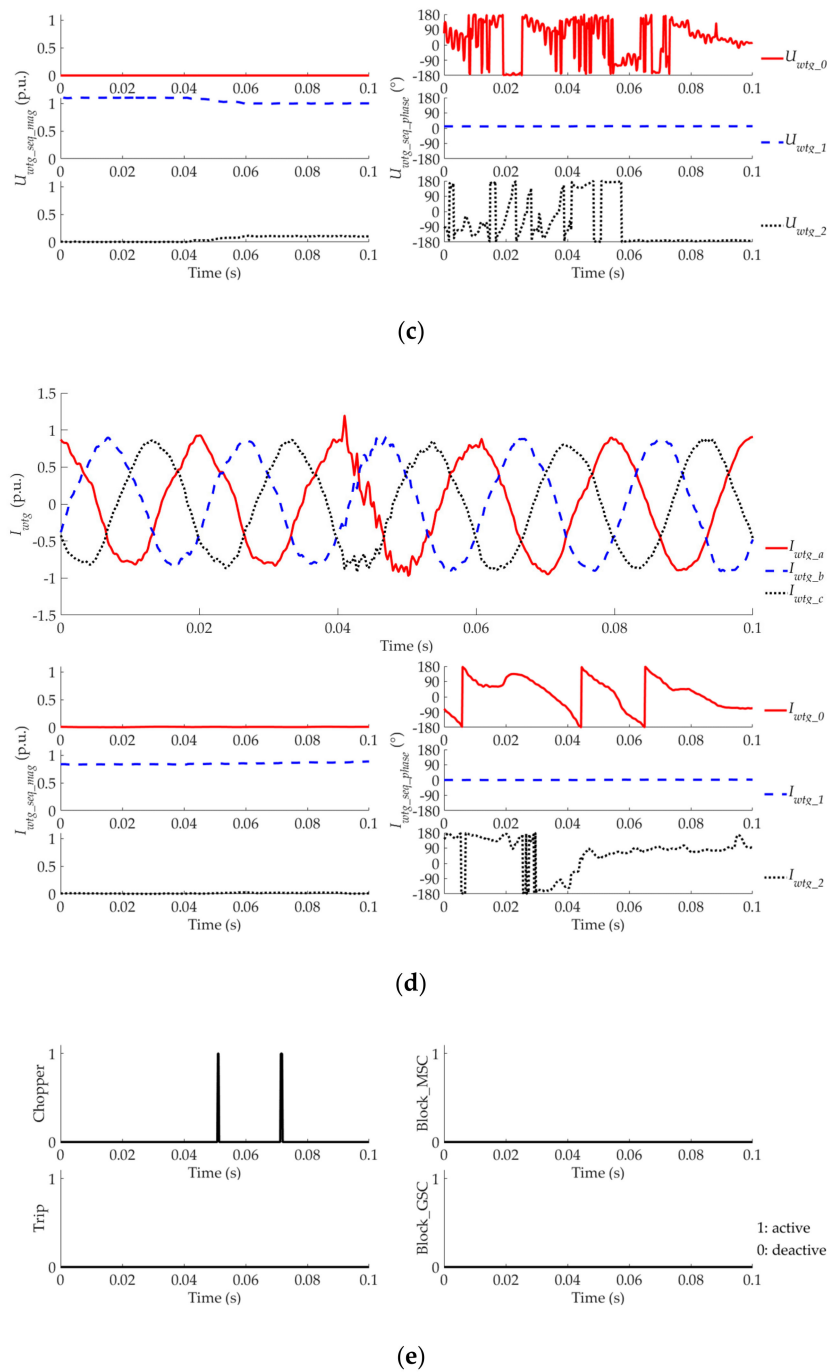 1
0.5
0
0 0.02 0.04 0.06 0.08 0.1
1
0.5
0
0 0.02 0.04 0.06 0.08 0.1
1
0.5
0
0 0.02 0.04 0.06 0.08 0.1
Time (s)
U_wtg_seq_mag (p.u.)
180
90
0
-90
-180
0 0.02 0.04 0.06 0.08 0.1
180
90
0
-90
-180
0 0.02 0.04 0.06 0.08 0.1
180
90
0
-90
-180
0 0.02 0.04 0.06 0.08 0.1
Time (s)
U_wtg_seq_phase (°)
U_wtg_0
U_wtg_1
U_wtg_2
(c)
1.5
1
0.5
0
-0.5
-1
-1.5
0 0.02 0.04 0.06 0.08 0.1
Time (s)
I_wtg (p.u.)
I_wtg_a
I_wtg_b
I_wtg_c
1
0.5
0
0 0.02 0.04 0.06 0.08 0.1
1
0.5
0
0 0.02 0.04 0.06 0.08 0.1
1
0.5
0
0 0.02 0.04 0.06 0.08 0.1
Time (s)
I_wtg_seq_mag (p.u.)
180
90
0
-90
-180
0 0.02 0.04 0.06 0.08 0.1
180
90
0
-90
-180
0 0.02 0.04 0.06 0.08 0.1
180
90
0
-90
-180
0 0.02 0.04 0.06 0.08 0.1
Time (s)
I_wtg_seq_phase (°)
I_wtg_0
I_wtg_1
I_wtg_2
(d)
Chopper
1
0
0 0.02 0.04 0.06 0.08 0.1
Time (s)
Block_MSC
1
0
0 0.02 0.04 0.06 0.08 0.1
Time (s)
Trip
1
0
0 0.02 0.04 0.06 0.08 0.1
Time (s)
Block_GSC
1
0
0 0.02 0.04 0.06 0.08 0.1
Time (s)
1: active
0: deactive
(e)